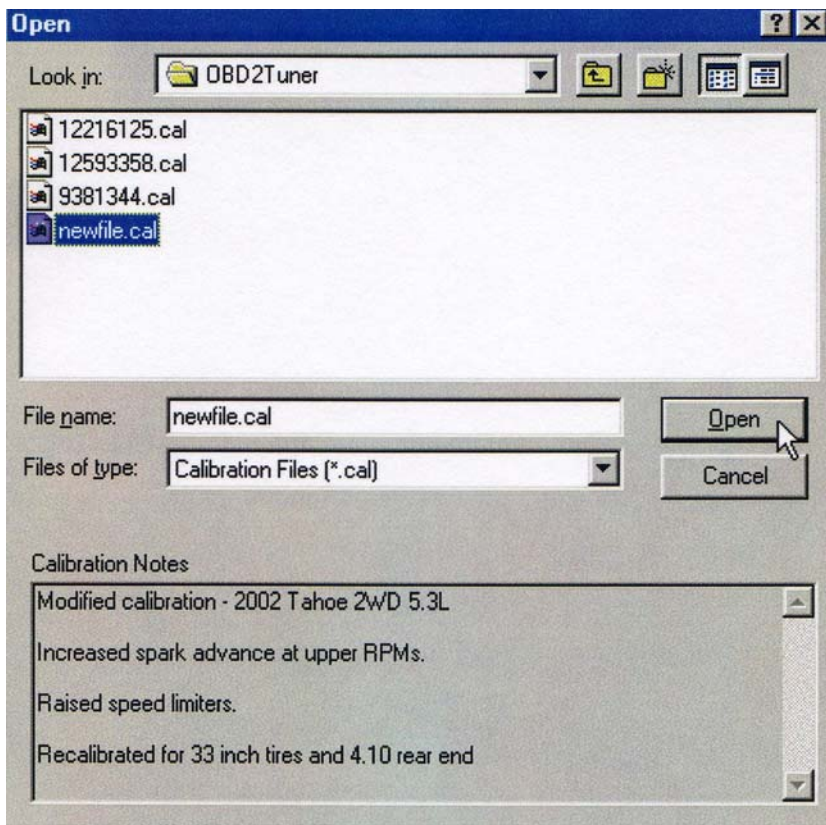 Open
Look in: OBD2Tuner
12216125.cal
12593358.cal
9381344.cal
newfile.cal
File name: newfile.cal Open
Files of type: Calibration Files (*.cal) Cancel
Calibration Notes
Modified calibration - 2002 Tahoe 2WD 5.3L
Increased spark advance at upper RPMs.
Raised speed limiters.
Recalibrated for 33 inch tires and 4.10 rear end